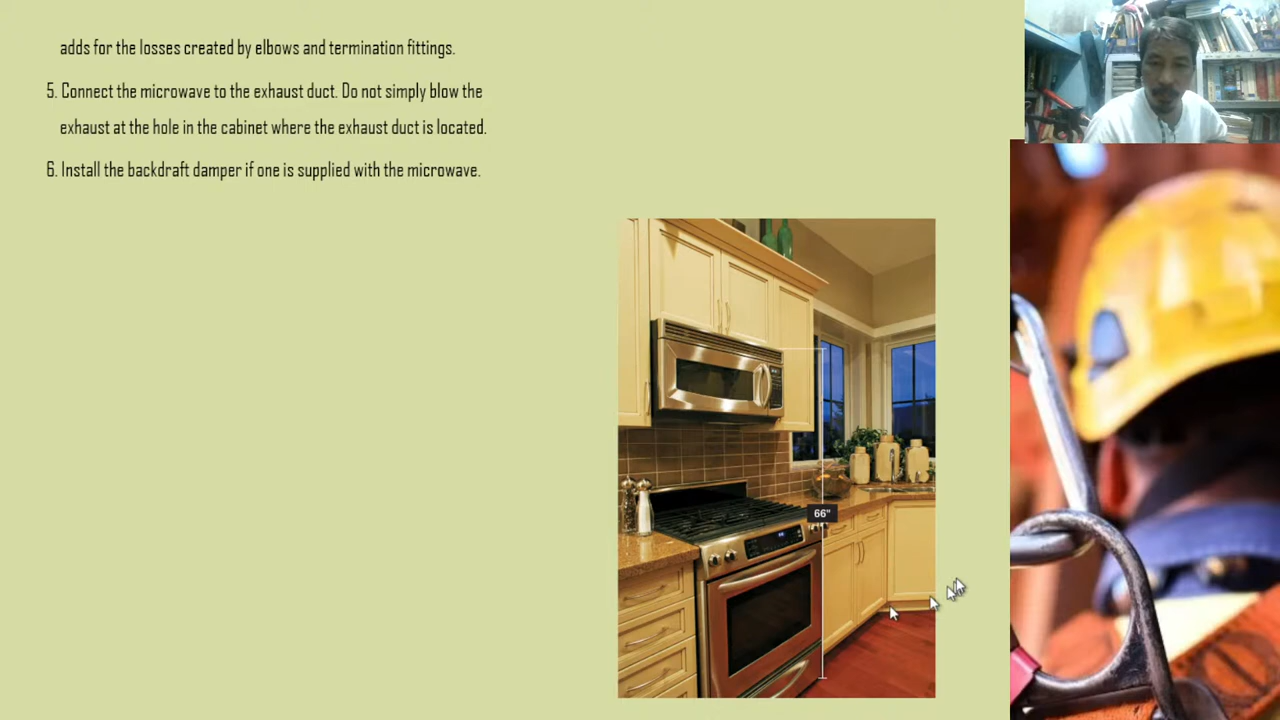 adds for the losses created by elbows and termination fittings.
5. Connect the microwave to the exhaust duct. Do not simply blow the
exhaust at the hole in the cabinet where the exhaust duct is located.
6. Install the backdraft damper if one is supplied with the microwave.
66"